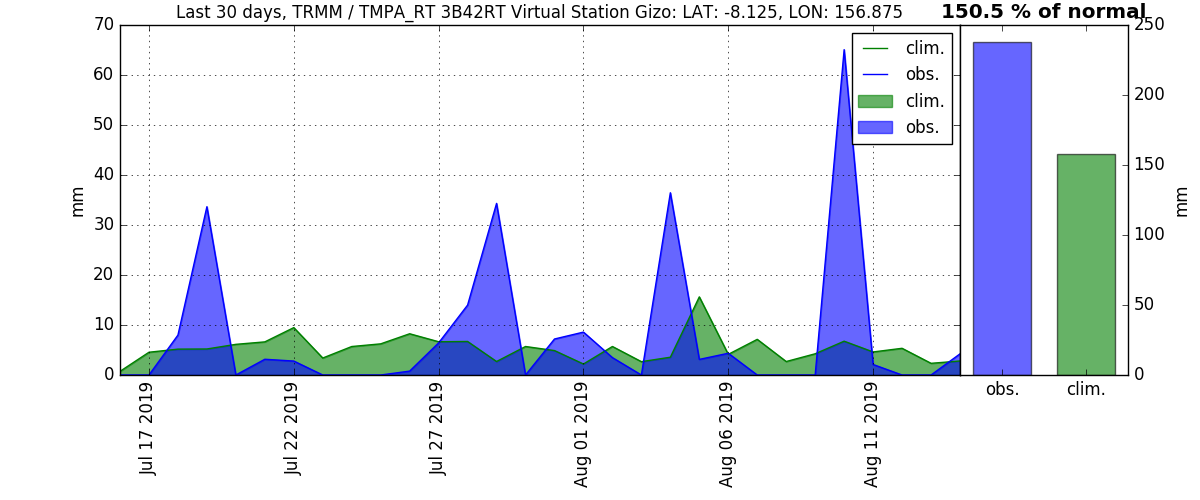 Last 30 days, TRMM / TMPA_RT 3B42RT Virtual Station Gizo: LAT: -8.125, LON: 156.875
150.5 % of normal
70
60
50
40
30
20
10
0
mm
clim.
obs.
clim.
obs.
Jul 17 2019
Jul 22 2019
Jul 27 2019
Aug 01 2019
Aug 06 2019
Aug 11 2019
250
200
150
100
50
0
mm
obs.
clim.